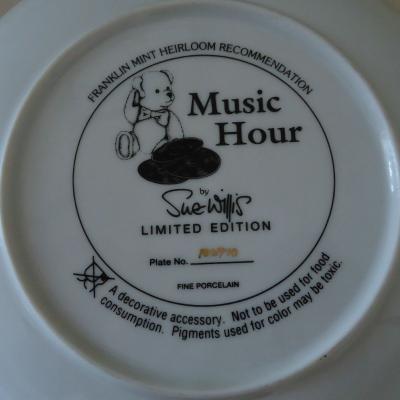 FRANKLIN MINT HEIRLOOM RECOMMENDATION
Music
Hour
by
Sue Willis
LIMITED EDITION
Plate No.
FINE PORCELAIN
A decorative accessory. Not to be used for food
consumption. Pigments used for color may be toxic.